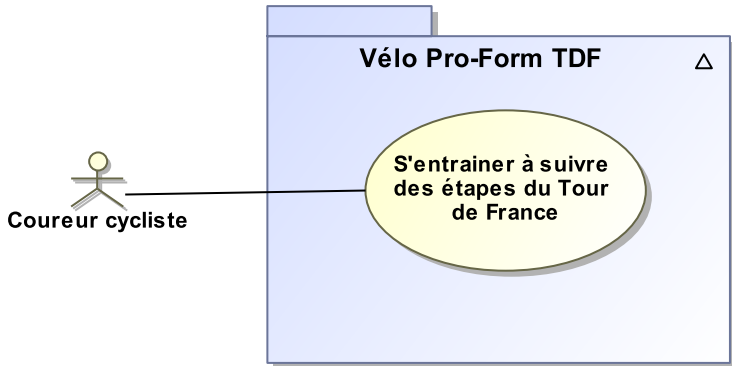 Vélo Pro-Form TDF
S'entrainer à suivre
des étapes du Tour
de France
Coureur cycliste